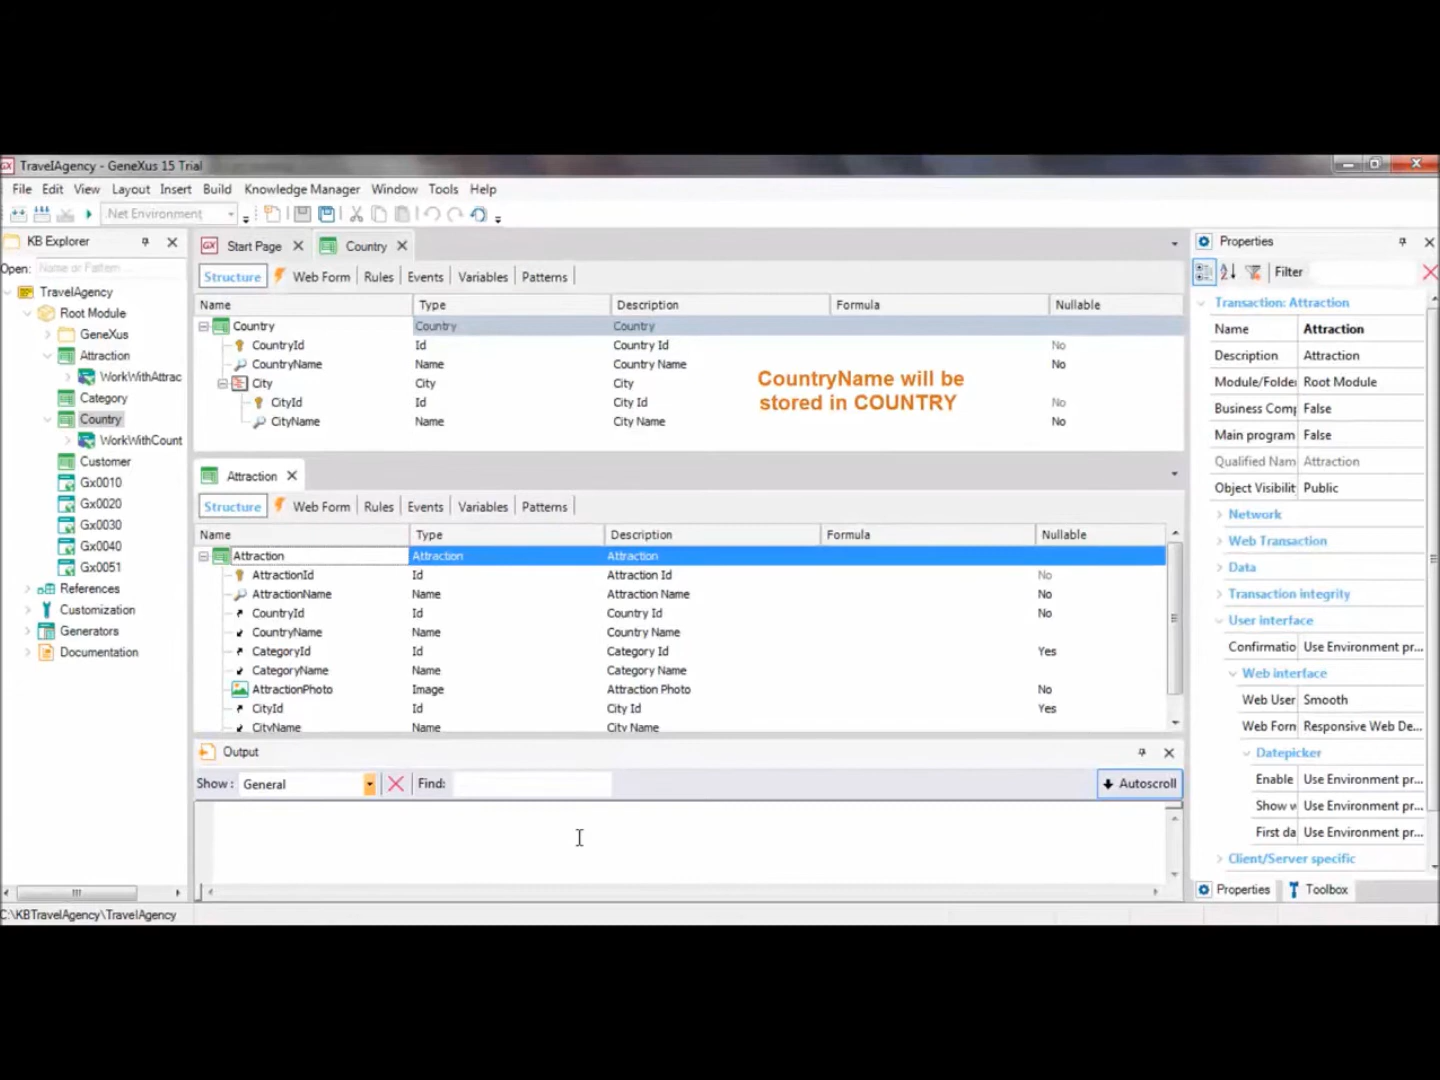 TravelAgency - GeneXus 15 Trial
File Edit View Layout Insert Build Knowledge Manager Window Tools Help
.Net Environment
KB Explorer
Open: Name or Pattern...
TravelAgency
Root Module
GeneXus
Attraction
WorkWithAttrac
Category
Country
WorkWithCount
Customer
Gx0010
Gx0020
Gx0030
Gx0040
Gx0051
References
Customization
Generators
Documentation
Start Page Country
Structure Web Form Rules Events Variables Patterns
Name Type Description Formula Nullable
Country Country Country
CountryId Id Country Id No
CountryName Name Country Name No
City City City
CityId Id City Id No
CityName Name City Name No
CountryName will be
stored in COUNTRY
Attraction
Structure Web Form Rules Events Variables Patterns
Name Type Description Formula Nullable
Attraction Attraction Attraction
AttractionId Id Attraction Id No
AttractionName Name Attraction Name No
CountryId Id Country Id No
CountryName Name Country Name
CategoryId Id Category Id Yes
CategoryName Name Category Name
AttractionPhoto Image Attraction Photo No
CityId Id City Id Yes
CityName Name City Name
Output
Show: General Find: Autoscroll
Properties
Filter
Transaction: Attraction
Name Attraction
Description Attraction
Module/Folder Root Module
Business Comp False
Main program False
Qualified Nam Attraction
Object Visibilit Public
Network
Web Transaction
Data
Transaction integrity
User interface
Confirmatio Use Environment pr...
Web interface
Web User Smooth
Web Forn Responsive Web De...
Datepicker
Enable Use Environment pr...
Show w Use Environment pr...
First da Use Environment pr...
Client/Server specific
Properties Toolbox
C:\KBTravelAgency\TravelAgency